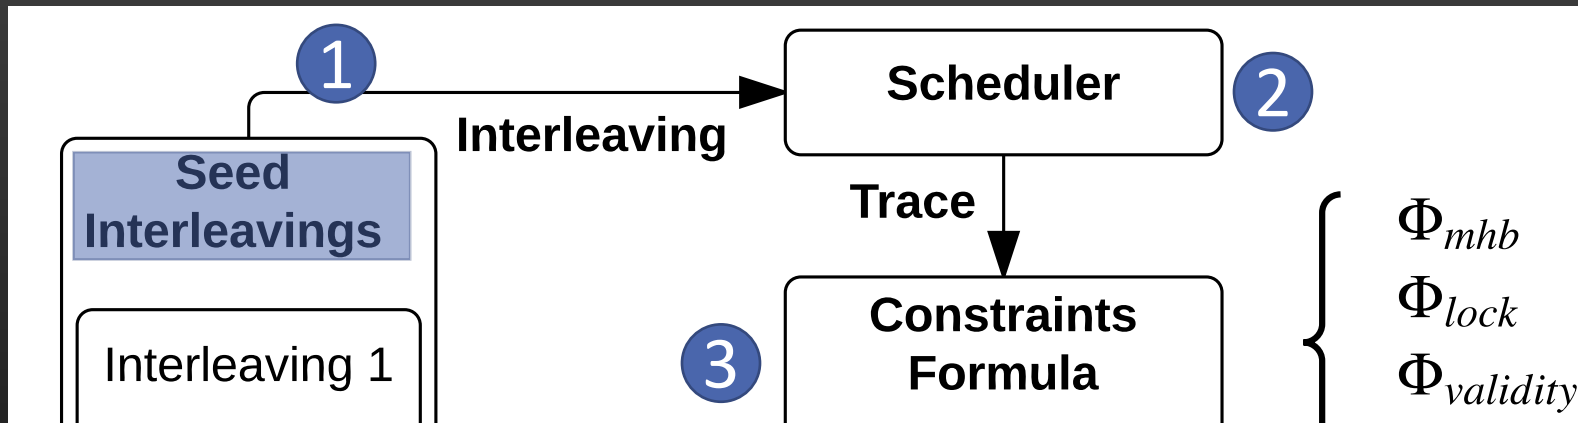 1
Scheduler
2
Interleaving
Seed
Interleavings
Trace
Φmhb
Φlock
Constraints
Formula
3
Interleaving 1
Φvalidity